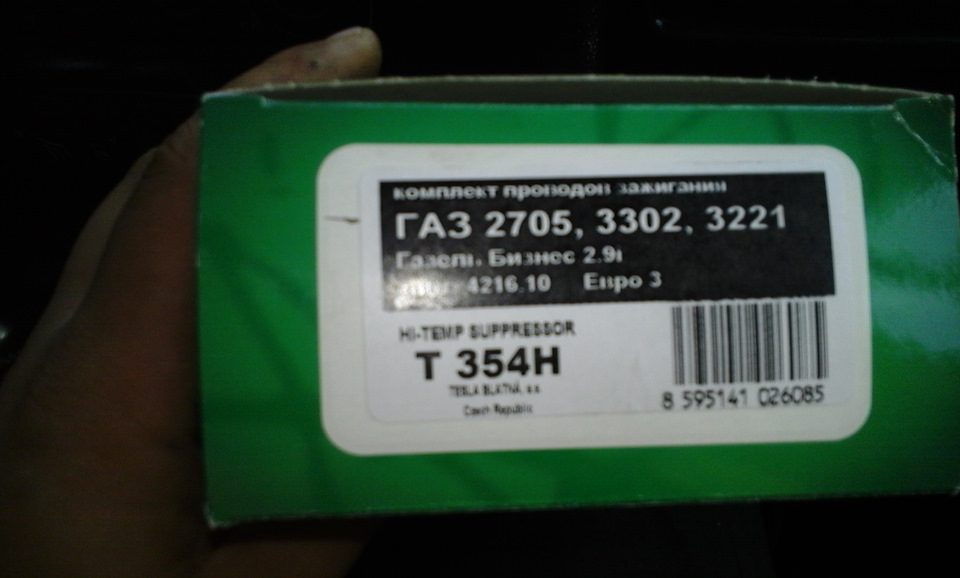 комплект проводов зажигания
ГАЗ 2705, 3302, 3221
Газель. Бизнес 2.9i
4216.10 Евро 3
HI-TEMP SUPPRESSOR
T 354H
TESLA BLATNÁ, a.s.
Czech Republic
8 595141 026085